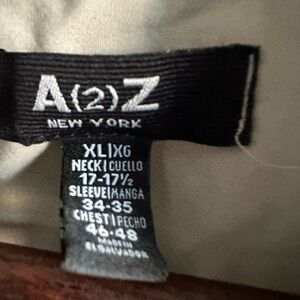 A(2)Z
NEW YORK
XL|XG
NECK|CUELLO
17-17½
SLEEVE|MANGA
34-35
CHEST|PECHO
46-48
MADE IN
EL SALVADOR